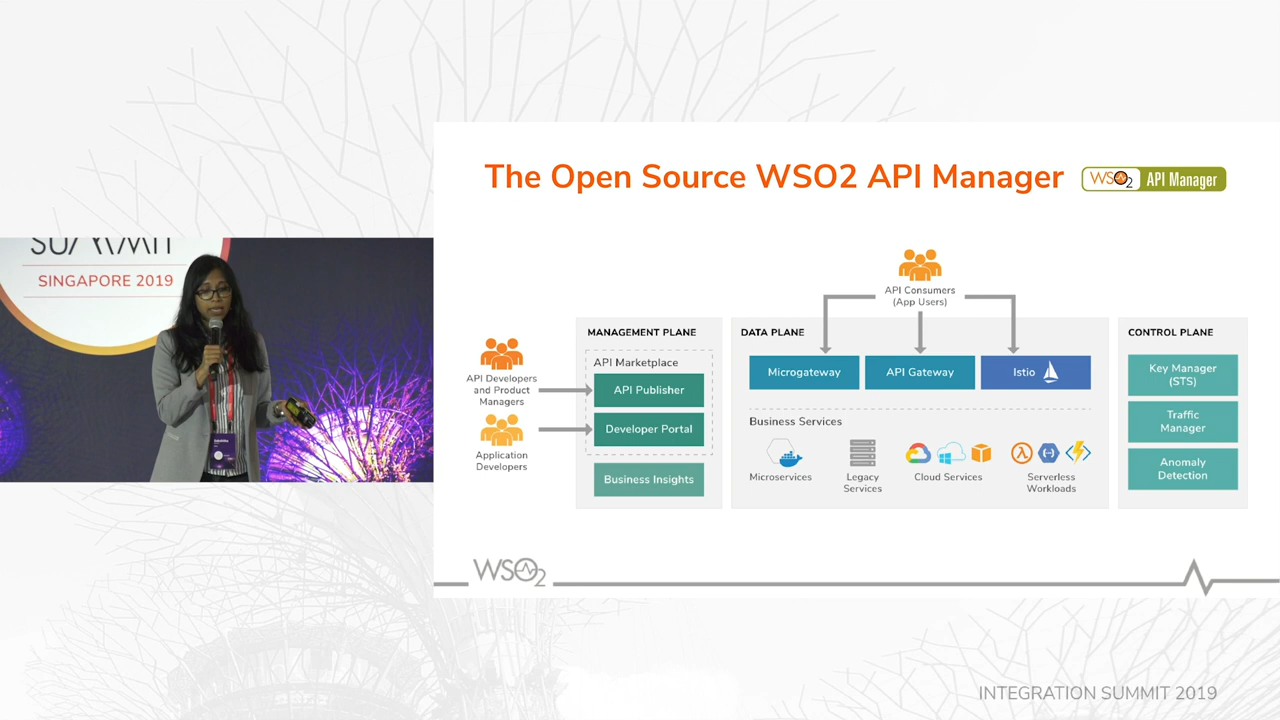 The Open Source WSO2 API Manager
WSO2 API Manager
SUMMIT
SINGAPORE 2019
API Consumers
(App Users)
MANAGEMENT PLANE
API Marketplace
API Publisher
Developer Portal
Business Insights
API Developers
and Product
Managers
Application
Developers
DATA PLANE
Microgateway
API Gateway
Istio
Business Services
Microservices
Legacy
Services
Cloud Services
Serverless
Workloads
CONTROL PLANE
Key Manager
(STS)
Traffic
Manager
Anomaly
Detection
WSO2
INTEGRATION SUMMIT 2019